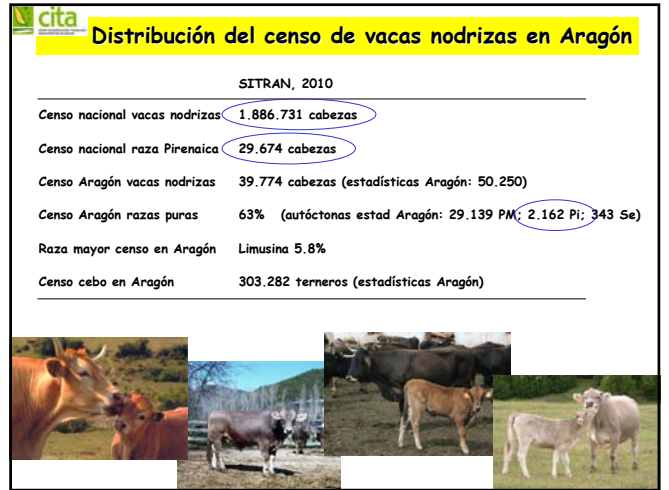 cita
Distribución del censo de vacas nodrizas en Aragón
SITRAN, 2010
Censo nacional vacas nodrizas 1.886.731 cabezas
Censo nacional raza Pirenaica 29.674 cabezas
Censo Aragón vacas nodrizas 39.774 cabezas (estadísticas Aragón: 50.250)
Censo Aragón razas puras 63% (autóctonas estad Aragón: 29.139 PM; 2.162 Pi; 343 Se)
Raza mayor censo en Aragón Limusina 5.8%
Censo cebo en Aragón 303.282 terneros (estadísticas Aragón)